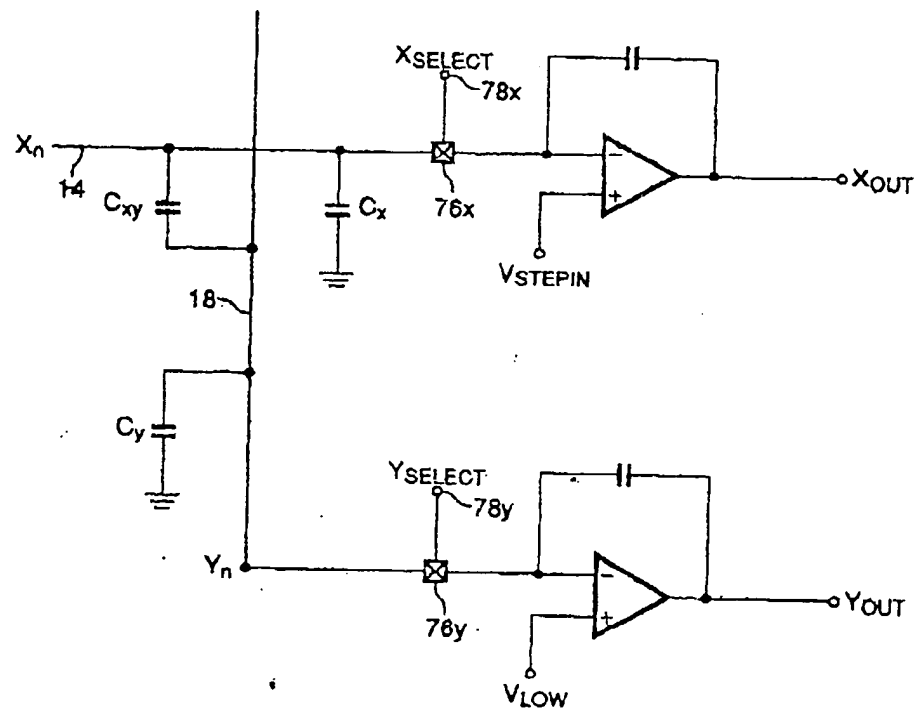 XSELECT
78x
Xn
14
76x
XOUT
Cxy
Cx
VSTEPIN
18
Cy
YSELECT
78y
Yn
76y
YOUT
VLOW